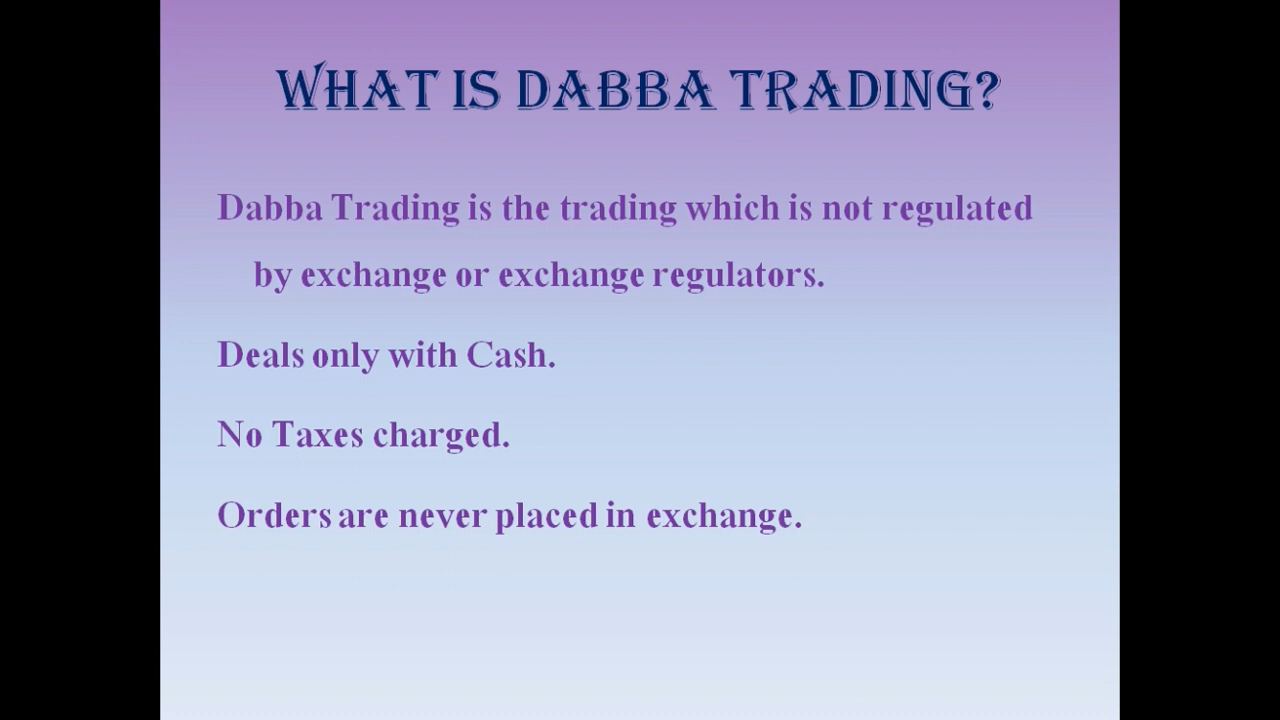 WHAT IS DABBA TRADING?
Dabba Trading is the trading which is not regulated
by exchange or exchange regulators.
Deals only with Cash.
No Taxes charged.
Orders are never placed in exchange.